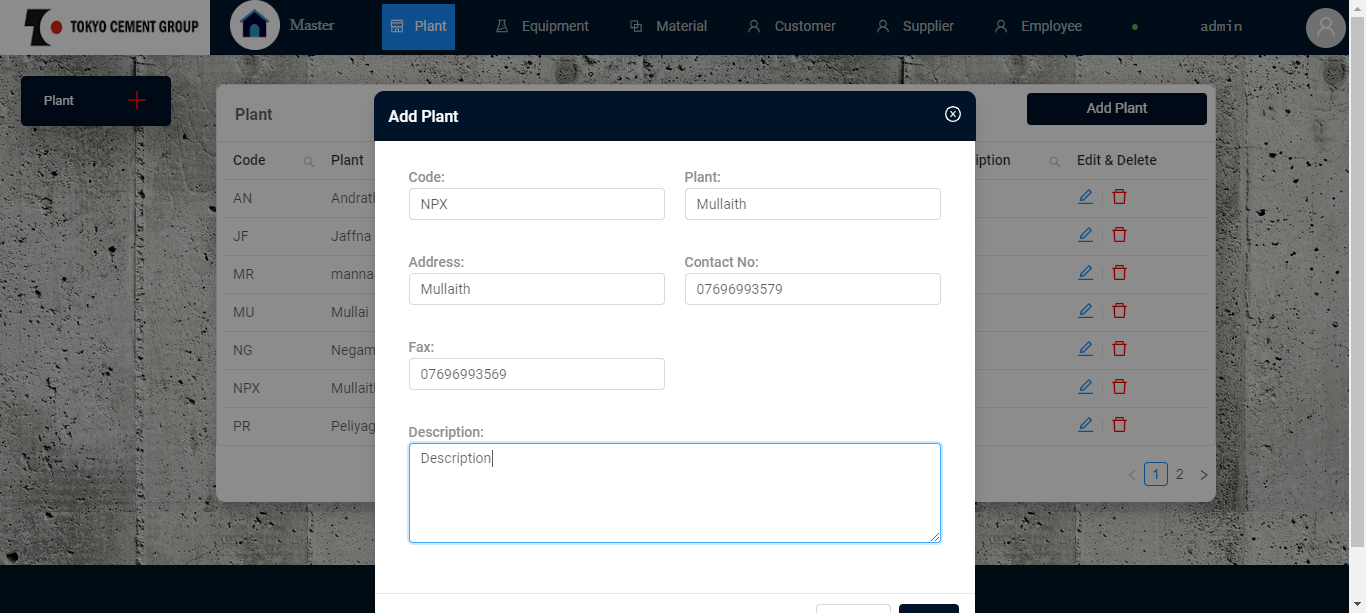 TOKYO CEMENT GROUP
Master
Plant
Equipment
Material
Customer
Supplier
Employee
admin
Plant
Plant
Add Plant
Add Plant
Code
Plant
iption
Edit & Delete
Code:
Plant:
NPX
Mullaith
AN
Andrath
JF
Jaffna
Address:
Contact No:
Mullaith
07696993579
MR
manna
MU
Mullai
Fax:
NG
Negam
07696993569
NPX
Mullaith
PR
Peliyag
Description:
Description
1
2